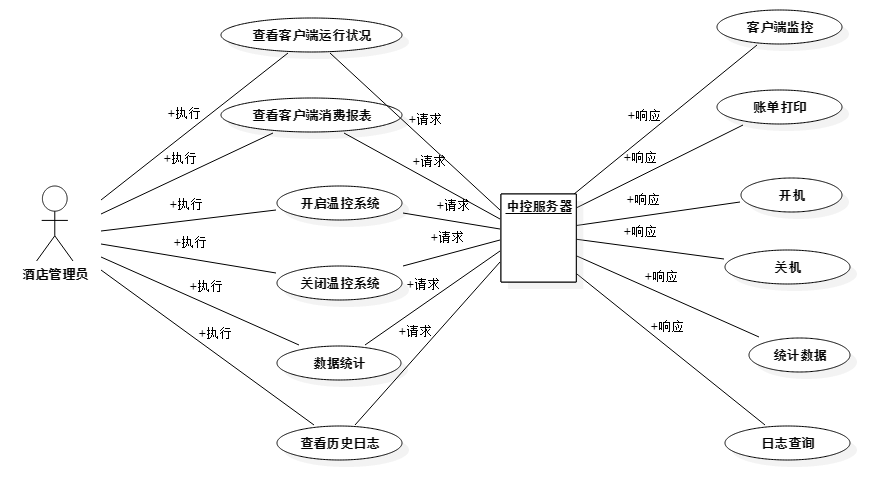 查看客户端运行状况
客户端监控
+执行
+请求
+响应
查看客户端消费报表
账单打印
+执行
+请求
+响应
开启温控系统
开机
+执行
+请求
+响应
中控服务器
酒店管理员
+执行
+请求
+响应
关闭温控系统
关机
+执行
+请求
+响应
数据统计
统计数据
+执行
+请求
+响应
查看历史日志
日志查询